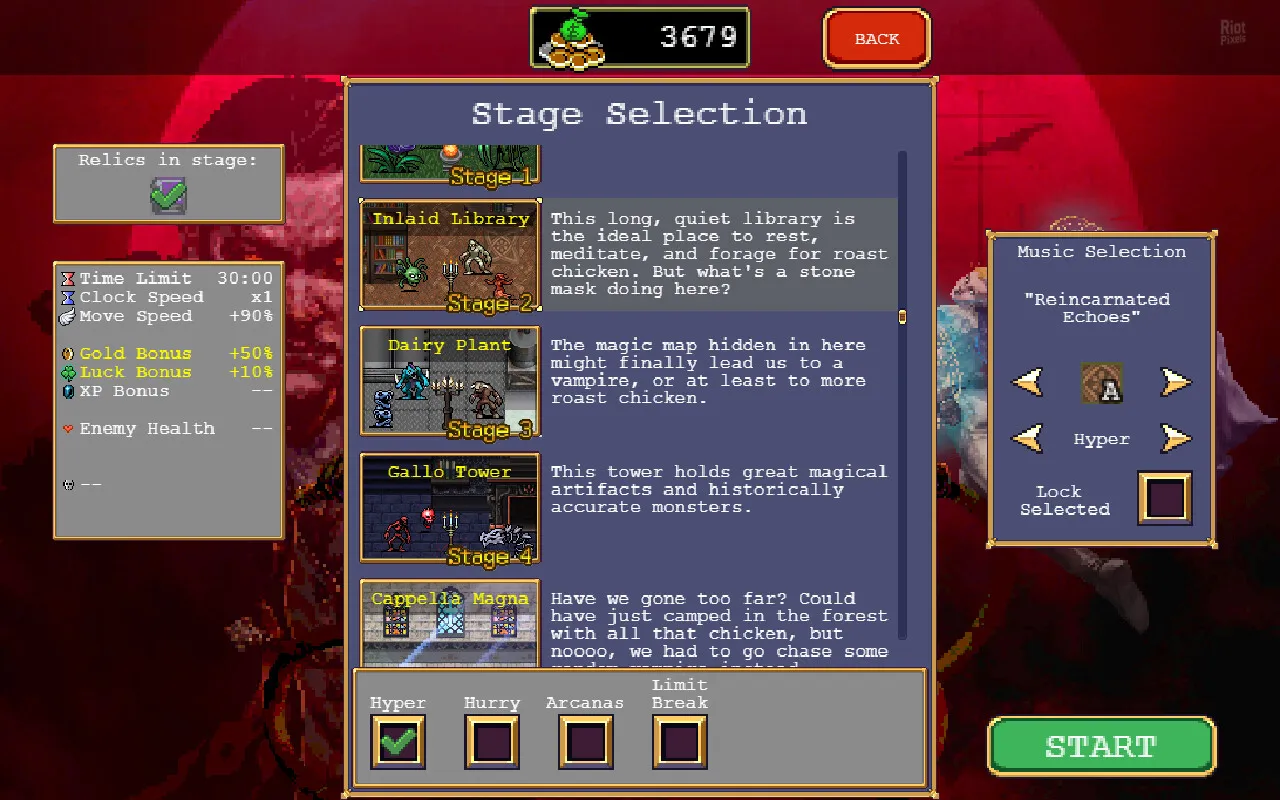 3679
BACK
Riot
Pixels
Stage Selection
Relics in stage:
Time Limit 30:00
Clock Speed x1
Move Speed +90%
Gold Bonus +50%
Luck Bonus +10%
XP Bonus --
Enemy Health --
--
Stage 1
Inlaid Library
Stage 2
This long, quiet library is
the ideal place to rest,
meditate, and forage for roast
chicken. But what's a stone
mask doing here?
Dairy Plant
Stage 3
The magic map hidden in here
might finally lead us to a
vampire, or at least to more
roast chicken.
Gallo Tower
Stage 4
This tower holds great magical
artifacts and historically
accurate monsters.
Cappella Magna
Have we gone too far? Could
have just camped in the forest
with all that chicken, but
noooo, we had to go chase some
Hyper
Hurry
Arcanas
Limit
Break
Music Selection
"Reincarnated
Echoes"
A
Hyper
Lock
Selected
START